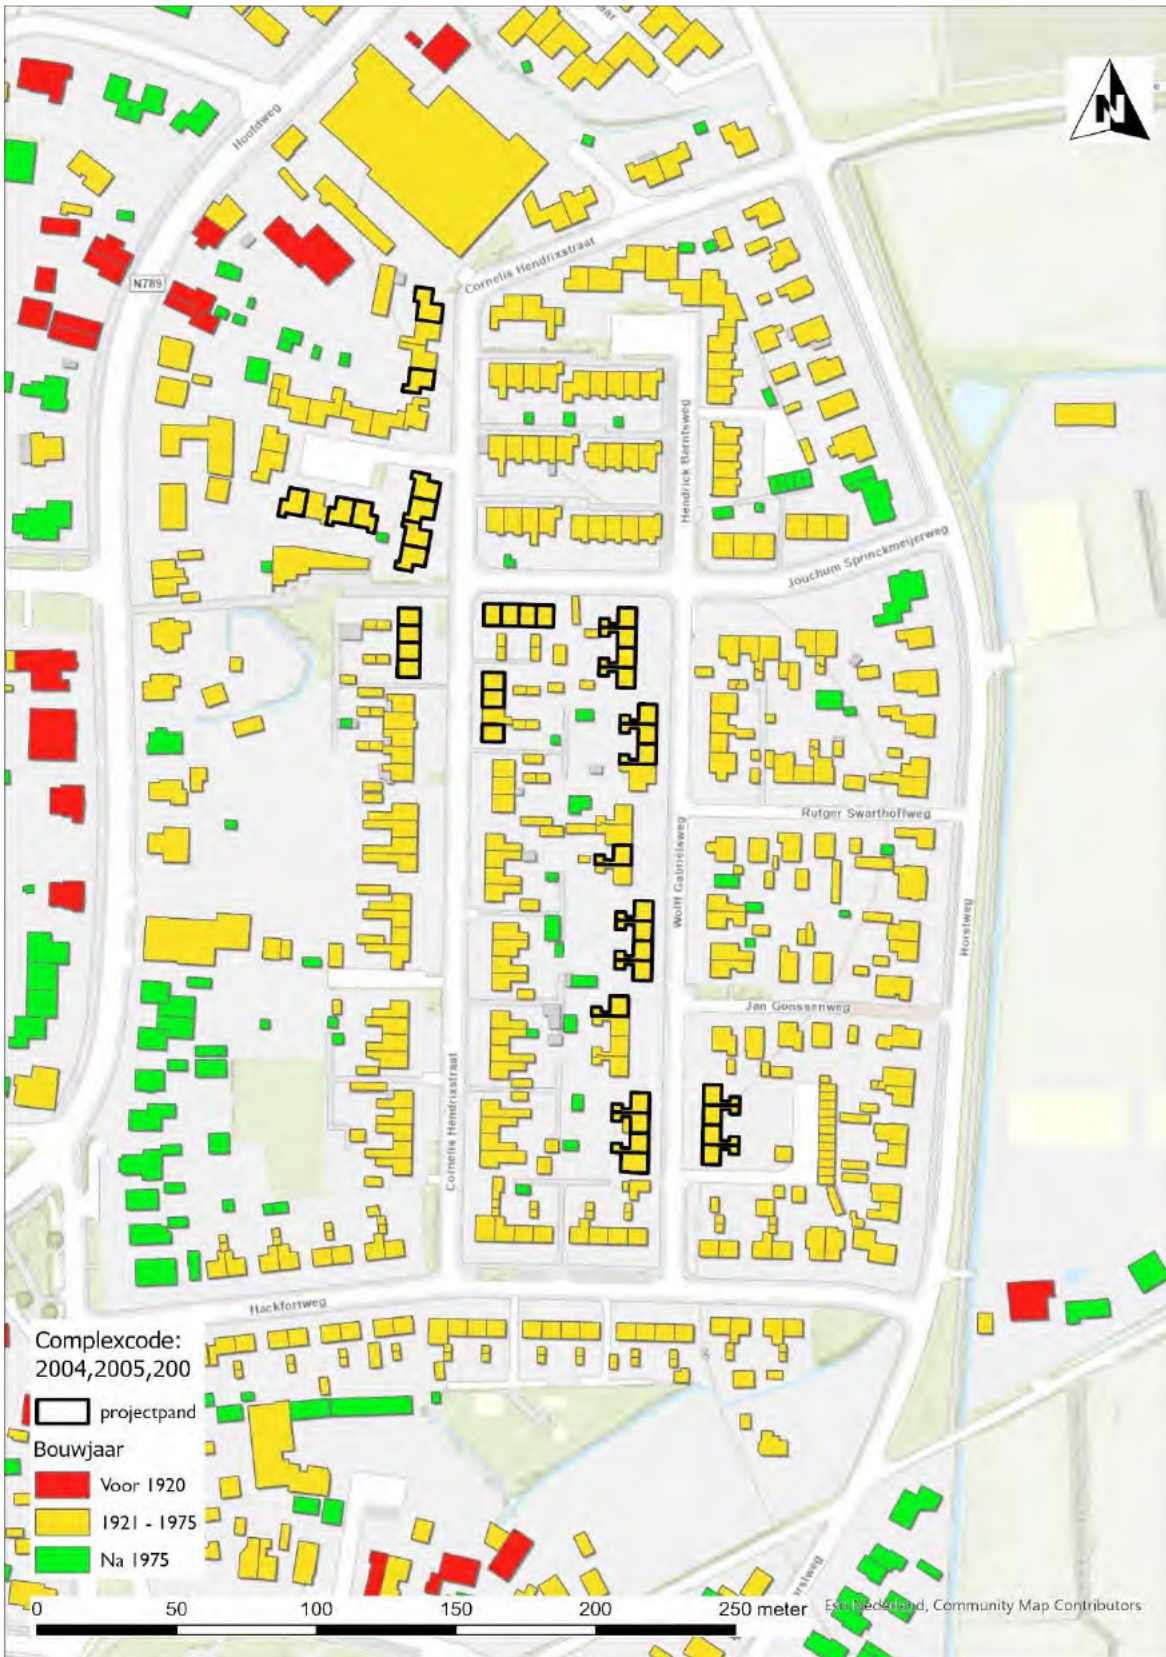 Hoofdweg
N
N789
Cornelis Hendrixstraat
Hendrick Berntsweg
Jouchum Sprinckmeijerweg
Rutger Swarthoffweg
Wolff Gabriëlsweg
Horstweg
Jan Goossenweg
Cornelis Hendrixstraat
Hackfortweg
Complexcode:
2004,2005,200
projectpand
Bouwjaar
Voor 1920
1921 - 1975
Na 1975
0 50 100 150 200 250 meter
Esri Nederland, Community Map Contributors